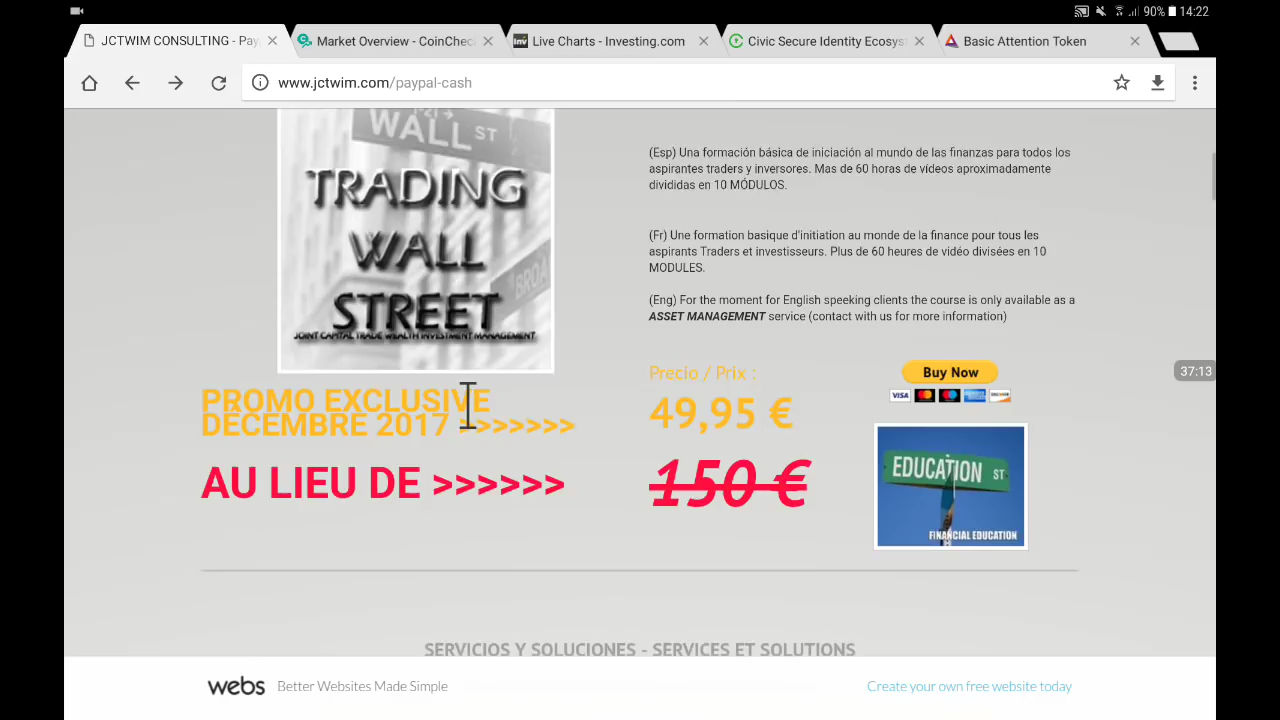 90% 14:22
JCTWIM CONSULTING - Pay
Market Overview - CoinChec
Live Charts - Investing.com
Civic Secure Identity Ecosyst
Basic Attention Token
www.jctwim.com/paypal-cash
WALL ST
TRADING
WALL
STREET
JOINT CAPITAL TRADE WEALTH INVESTMENT MANAGEMENT
(Esp) Una formación básica de iniciación al mundo de las finanzas para todos los
aspirantes traders y inversores. Mas de 60 horas de vídeos aproximadamente
divididas en 10 MÓDULOS.
(Fr) Une formation basique d'initiation au monde de la finance pour tous les
aspirants Traders et investisseurs. Plus de 60 heures de vidéo divisées en 10
MODULES.
(Eng) For the moment for English speeking clients the course is only available as a
ASSET MANAGEMENT service (contact with us for more information)
PROMO EXCLUSIVE
DÉCEMBRE 2017 >>>>>>>
AU LIEU DE >>>>>>
Precio / Prix :
49,95 €
150 €
Buy Now
VISA
37:13
EDUCATION ST
FINANCIAL EDUCATION
SERVICIOS Y SOLUCIONES - SERVICES ET SOLUTIONS
webs Better Websites Made Simple
Create your own free website today